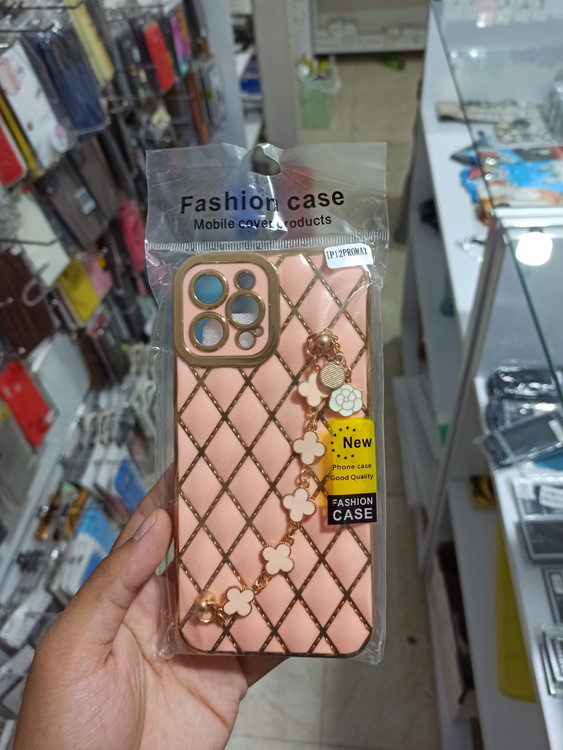 Fashion case
Mobile cover products
IP12PROMAX
New
Phone case
Good Quality
FASHION
CASE